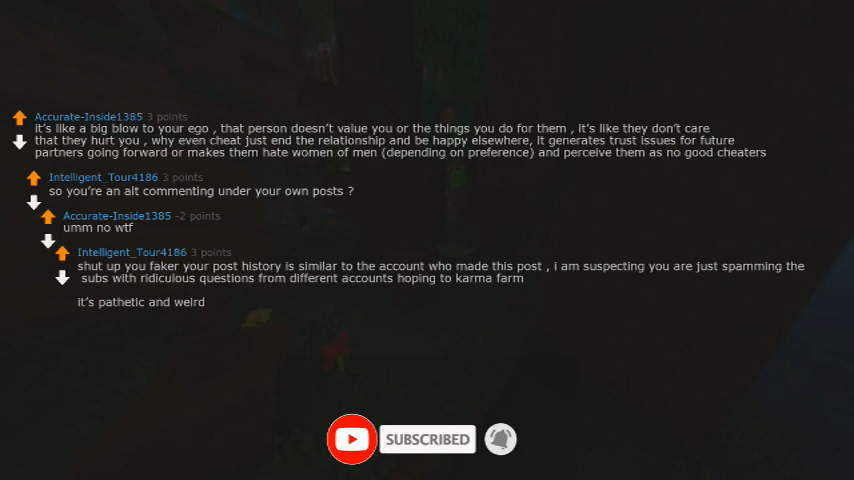 Accurate-Inside1385 3 points
it's like a big blow to your ego , that person doesn't value you or the things you do for them , it's like they don't care
that they hurt you , why even cheat just end the relationship and be happy elsewhere, it generates trust issues for future
partners going forward or makes them hate women of men (depending on preference) and perceive them as no good cheaters
Intelligent_Tour4186 3 points
so you're an alt commenting under your own posts ?
Accurate-Inside1385 -2 points
umm no wtf
Intelligent_Tour4186 3 points
shut up you faker your post history is similar to the account who made this post , i am suspecting you are just spamming the
subs with ridiculous questions from different accounts hoping to karma farm
it's pathetic and weird
SUBSCRIBED